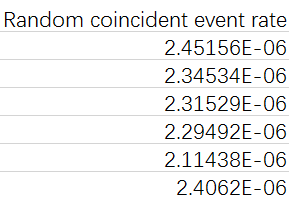 Random coincident event rate
2.45156E-06
2.34534E-06
2.31529E-06
2.29492E-06
2.11438E-06
2.4062E-06